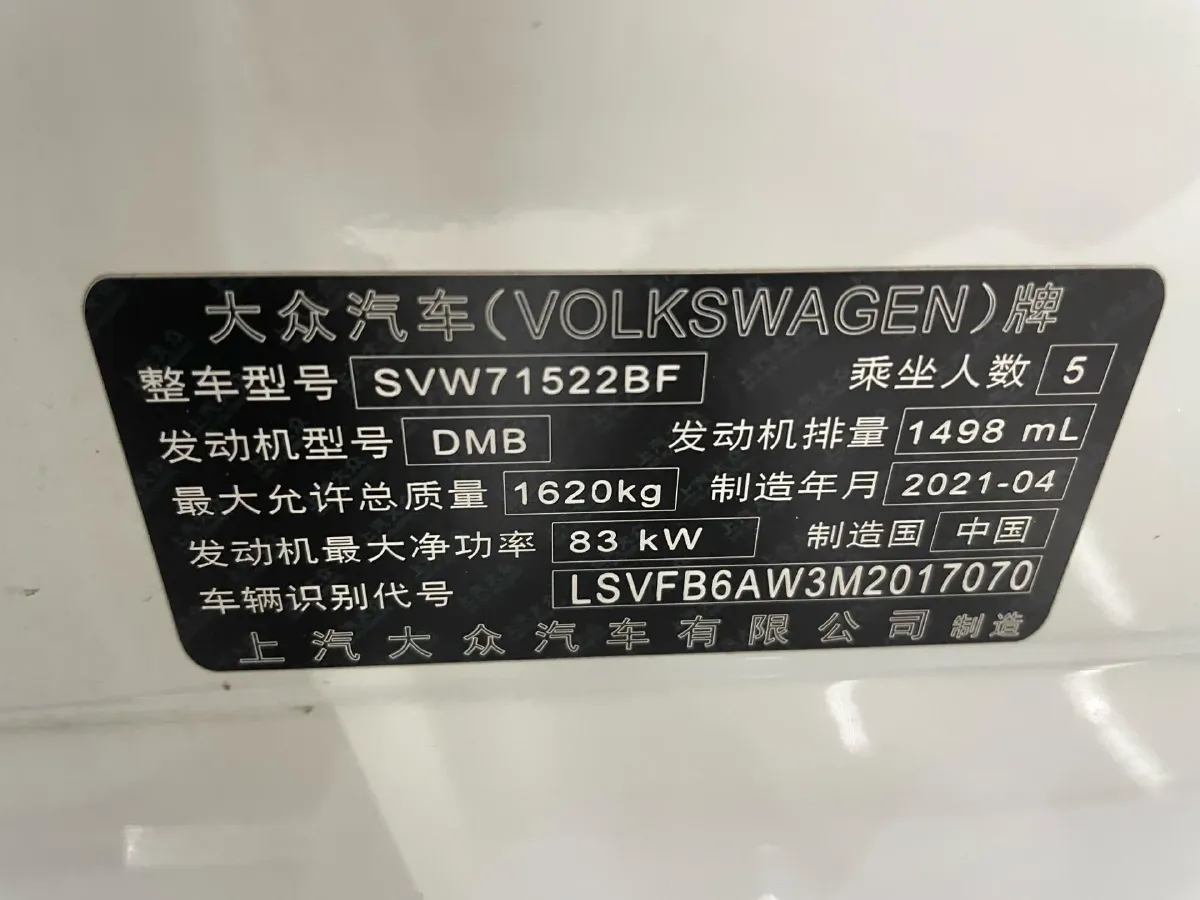 大众汽车(VOLKSWAGEN)牌
整车型号 SVW71522BF 乘坐人数 5
发动机型号 DMB 发动机排量 1498 mL
最大允许总质量 1620kg 制造年月 2021-04
发动机最大净功率 83 kW 制造国 中国
车辆识别代号 LSVFB6AW3M2017070
上汽大众汽车有限公司 制造